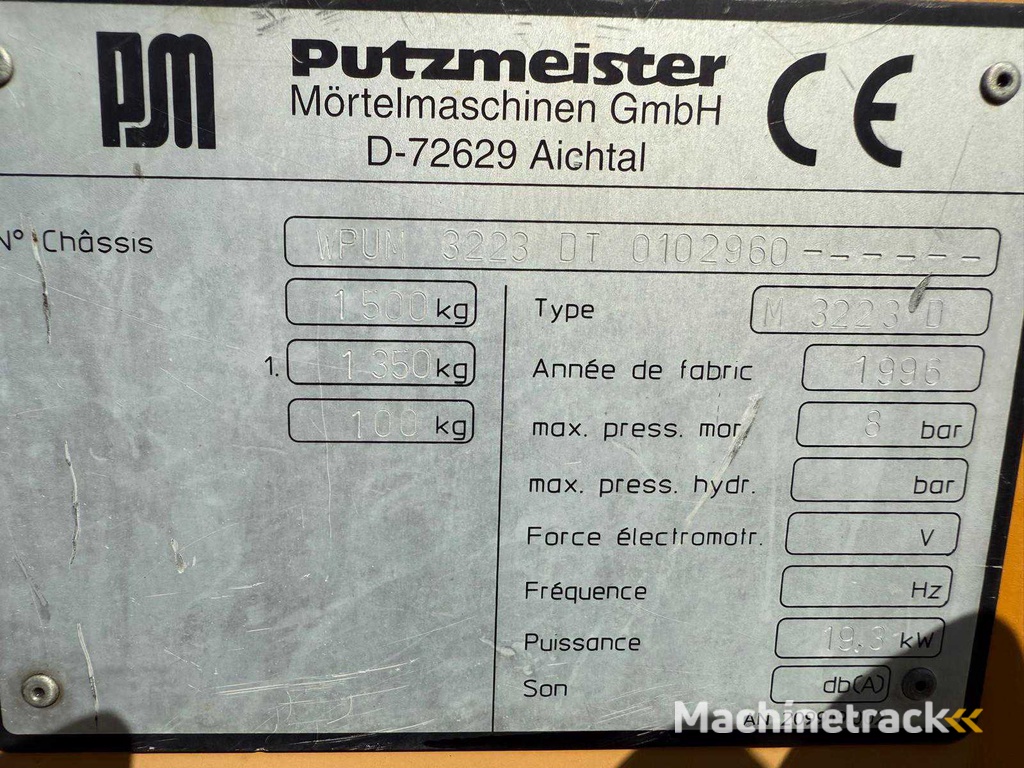 PM Putzmeister CE
Mörtelmaschinen GmbH
D-72629 Aichtal
N° Châssis WPUM 3223 DT 0102960------
1500 kg Type M 3223 D
1. 1350 kg Année de fabric 1996
100 kg max. press. mor. 8 bar
max. press. hydr. bar
Force électromotr. V
Fréquence Hz
Puissance 19.3 kW
Son db(A)
Machinetrack